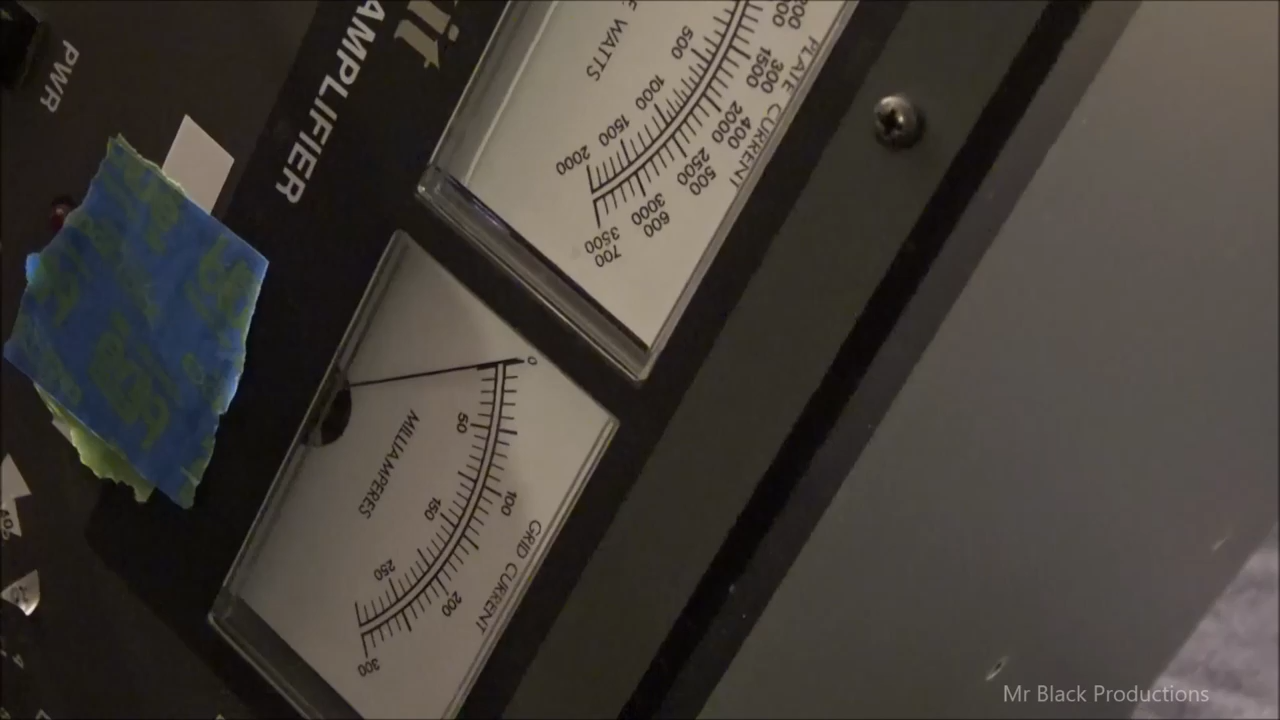 PWR
it
AMPLIFIER
WATTS
500
1000
1500
2000
PLATE CURRENT
300
1500
400
2000
500
2500
600
3000
700
3500
0
50
100
150
200
250
300
MILLIAMPERES
GRID CURRENT
Mr Black Productions